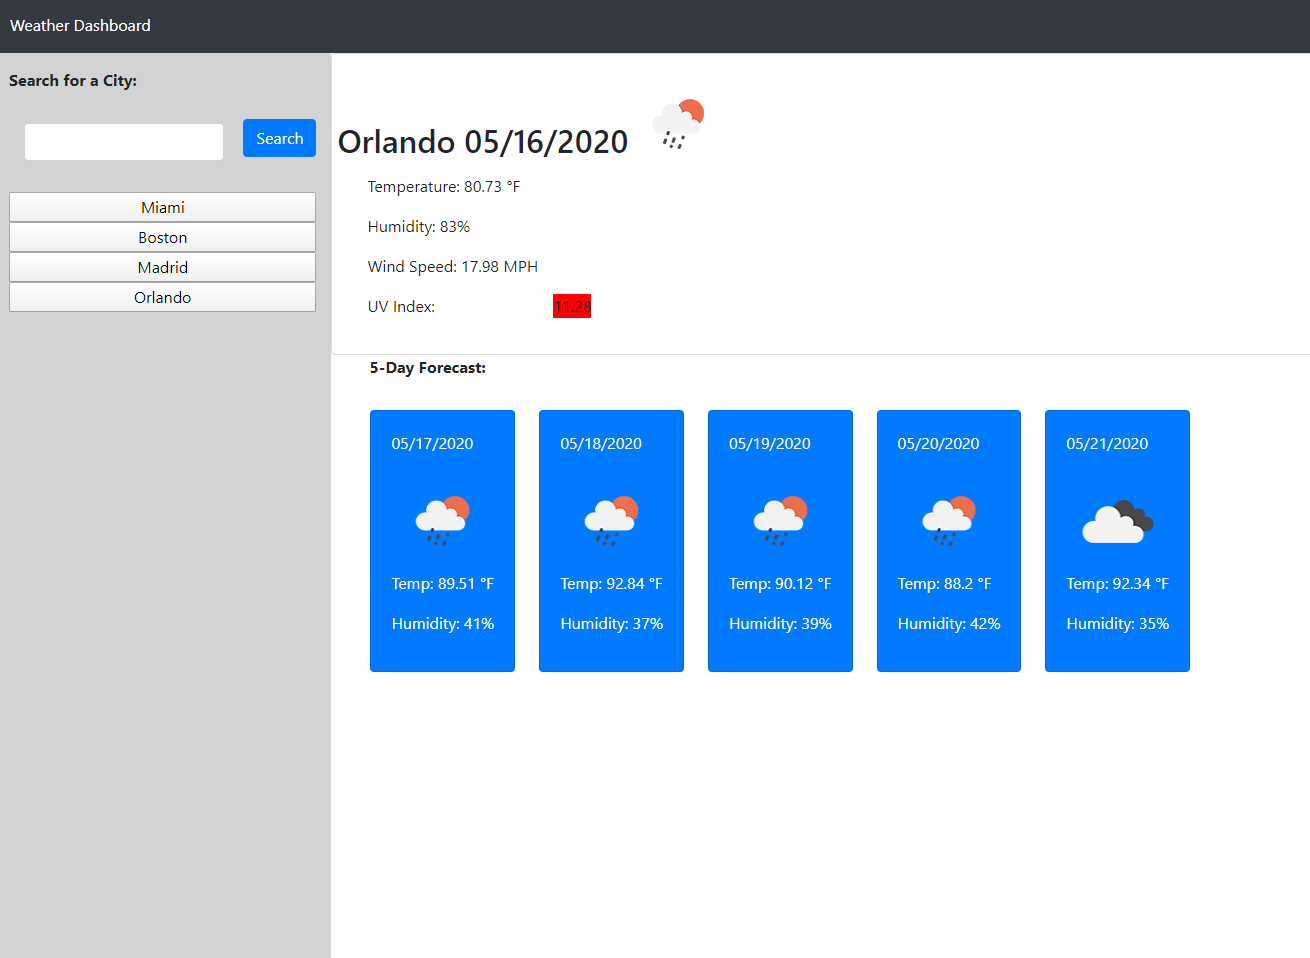 Weather Dashboard
Search for a City:
Search
Miami
Boston
Madrid
Orlando
Orlando 05/16/2020
Temperature: 80.73 °F
Humidity: 83%
Wind Speed: 17.98 MPH
UV Index: 11.28
5-Day Forecast:
05/17/2020
Temp: 89.51 °F
Humidity: 41%
05/18/2020
Temp: 92.84 °F
Humidity: 37%
05/19/2020
Temp: 90.12 °F
Humidity: 39%
05/20/2020
Temp: 88.2 °F
Humidity: 42%
05/21/2020
Temp: 92.34 °F
Humidity: 35%